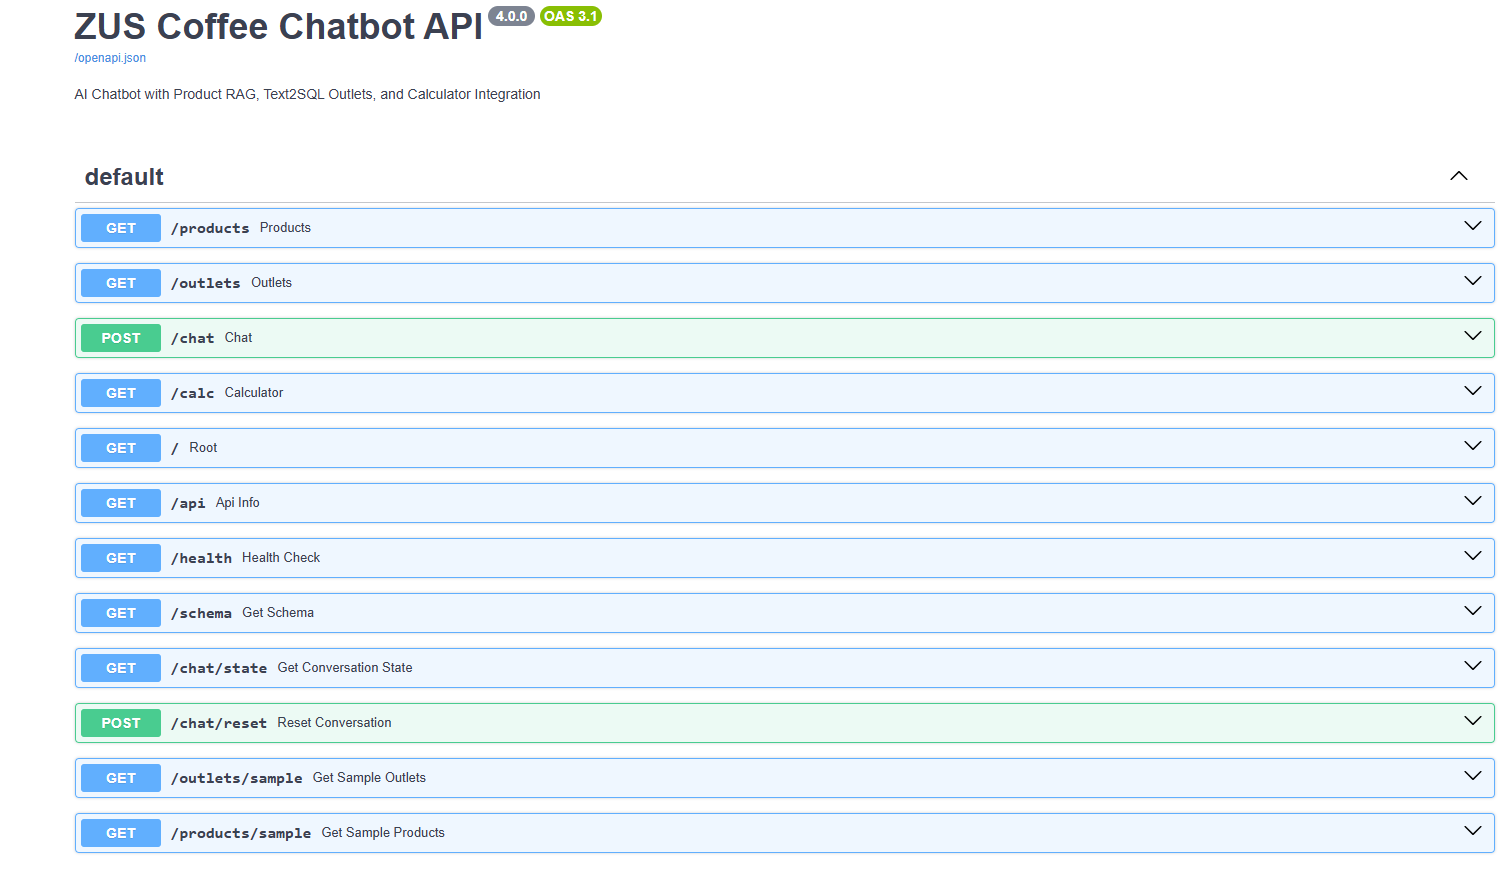 ZUS Coffee Chatbot API 4.0.0 OAS 3.1
/openapi.json
AI Chatbot with Product RAG, Text2SQL Outlets, and Calculator Integration
default
GET /products Products
GET /outlets Outlets
POST /chat Chat
GET /calc Calculator
GET / Root
GET /api Api Info
GET /health Health Check
GET /schema Get Schema
GET /chat/state Get Conversation State
POST /chat/reset Reset Conversation
GET /outlets/sample Get Sample Outlets
GET /products/sample Get Sample Products